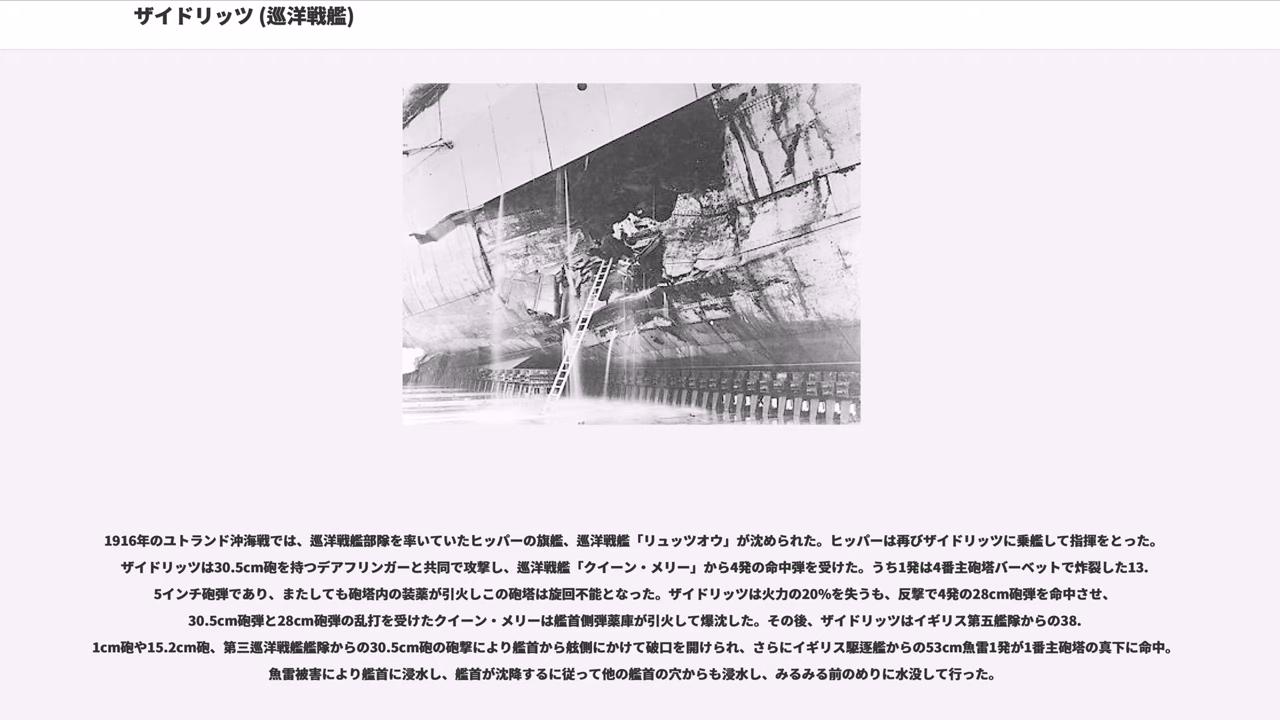 ザイドリッツ (巡洋戦艦)
1916年のユトランド沖海戦では、巡洋戦艦部隊を率いていたヒッパーの旗艦、巡洋戦艦「リュッツオウ」が沈められた。ヒッパーは再びザイドリッツに乗艦して指揮をとった。
ザイドリッツは30.5cm砲を持つデアフリンガーと共同で攻撃し、巡洋戦艦「クイーン・メリー」から4発の命中弾を受けた。うち1発は4番主砲塔バーベットで炸裂した13.
5インチ砲弾であり、またしても砲塔内の装薬が引火しこの砲塔は旋回不能となった。ザイドリッツは火力の20%を失うも、反撃で4発の28cm砲弾を命中させ、
30.5cm砲弾と28cm砲弾の乱打を受けたクイーン・メリーは艦首側弾薬庫が引火して爆沈した。その後、ザイドリッツはイギリス第五艦隊からの38.
1cm砲や15.2cm砲、第三巡洋戦艦艦隊からの30.5cm砲の砲撃により艦首から舷側にかけて破口を開けられ、さらにイギリス駆逐艦からの53cm魚雷1発が1番主砲塔の真下に命中。
魚雷被害により艦首に浸水し、艦首が沈降するに従って他の艦首の穴からも浸水し、みるみる前のめりに水没して行った。